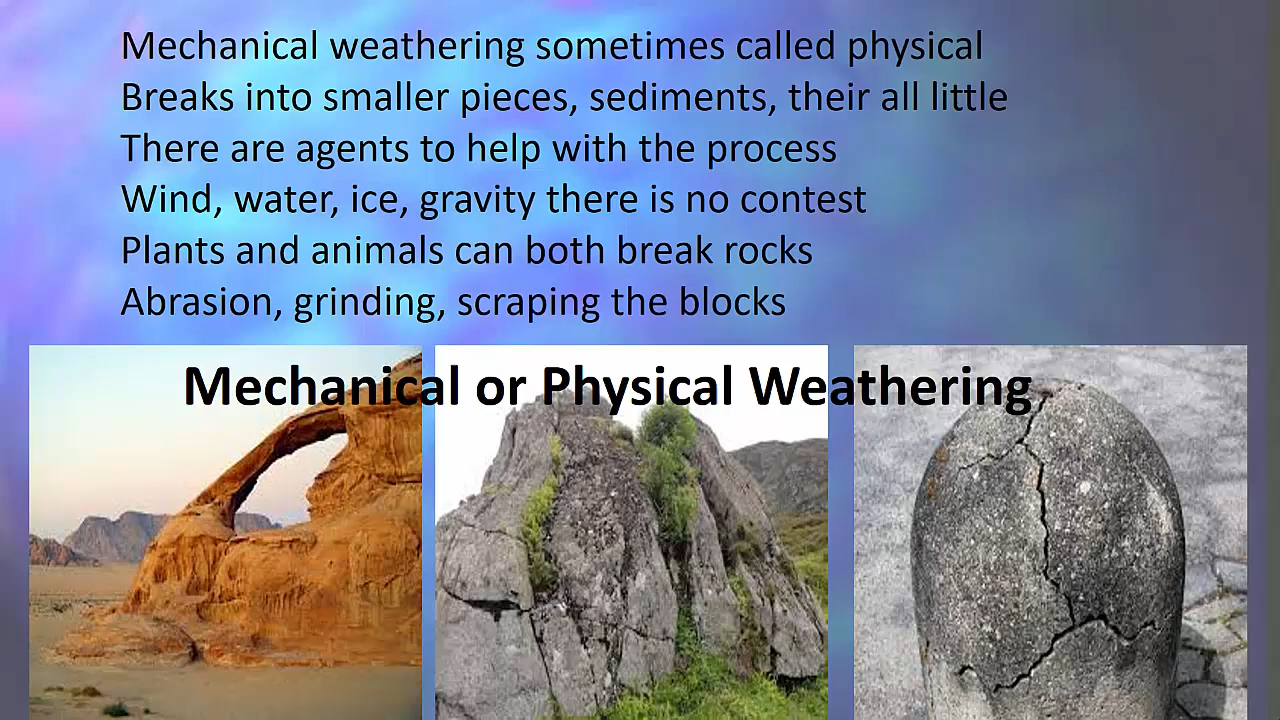 Mechanical weathering sometimes called physical
Breaks into smaller pieces, sediments, their all little
There are agents to help with the process
Wind, water, ice, gravity there is no contest
Plants and animals can both break rocks
Abrasion, grinding, scraping the blocks
Mechanical or Physical Weathering